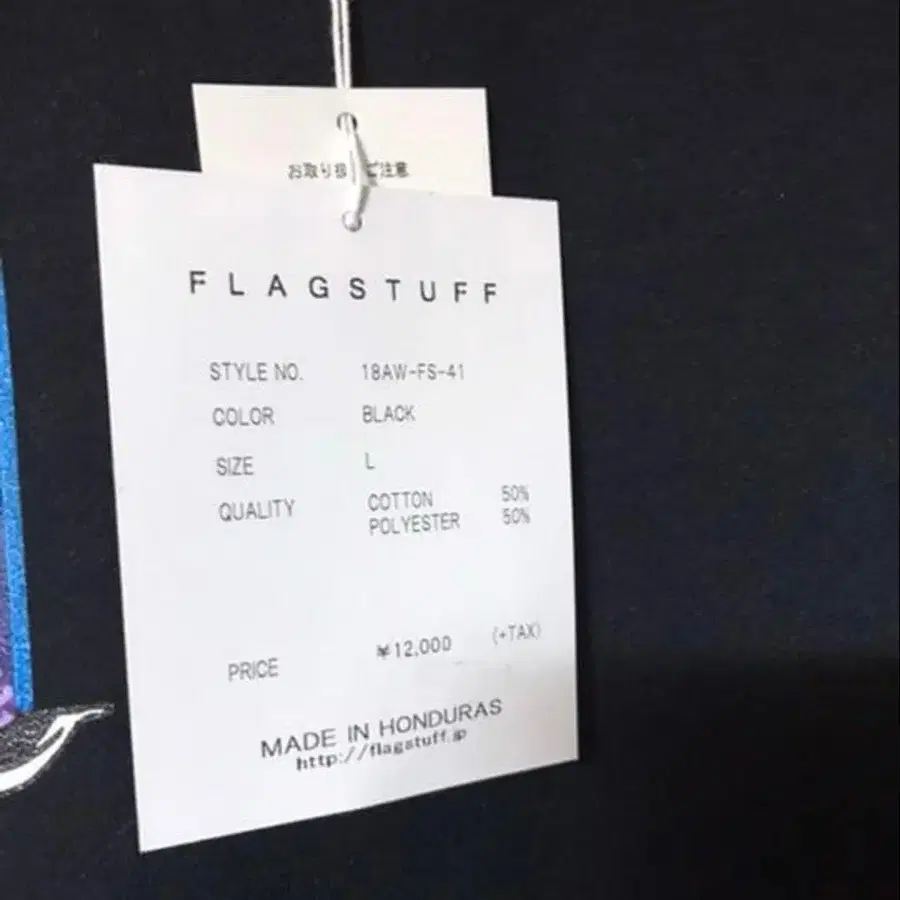 お取り扱ご注意
FLAGSTUFF
STYLE NO. 18AW-FS-41
COLOR BLACK
SIZE L
QUALITY COTTON 50%
POLYESTER 50%
PRICE ¥12,000 (+TAX)
MADE IN HONDURAS
http://flagstuff.jp